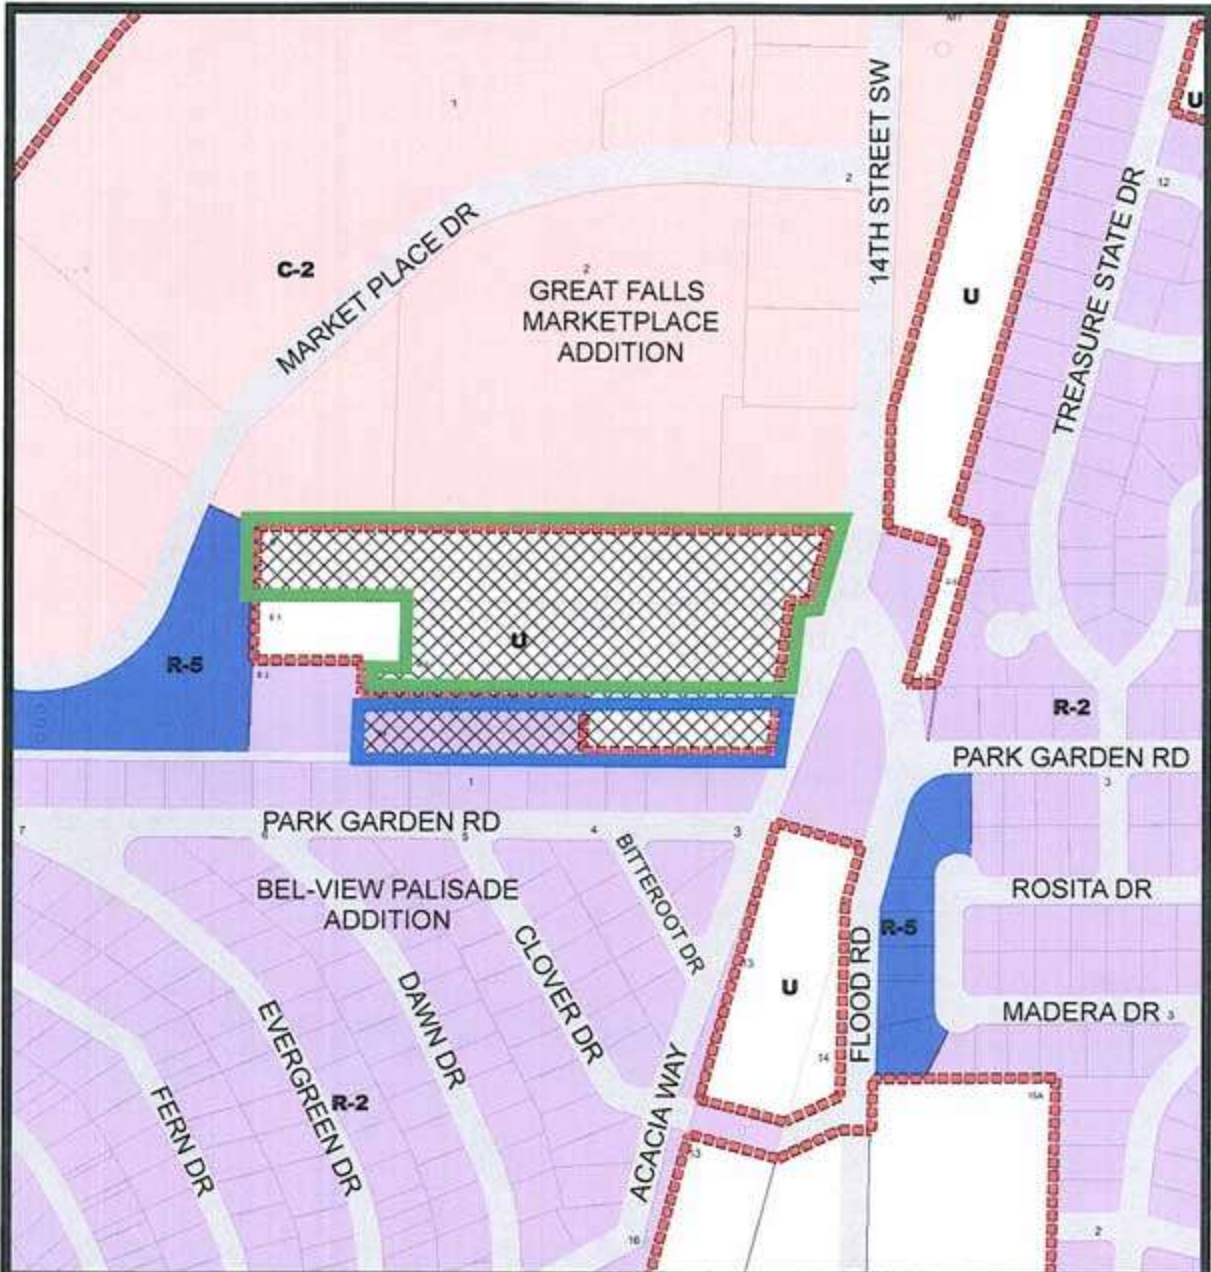 U
14TH STREET SW
2
12
TREASURE STATE DR
C-2
MARKET PLACE DR
2
GREAT FALLS
MARKETPLACE
ADDITION
U
U
R-5
R-2
PARK GARDEN RD
1
3
7
PARK GARDEN RD
5
4
3
BITTEROOT DR
BEL-VIEW PALISADE
ADDITION
ROSITA DR
R-5
CLOVER DR
DAWN DR
U
FLOOD RD
MADERA DR
3
EVERGREEN DR
14
FERN DR
R-2
ACACIA WAY
15A
16
2